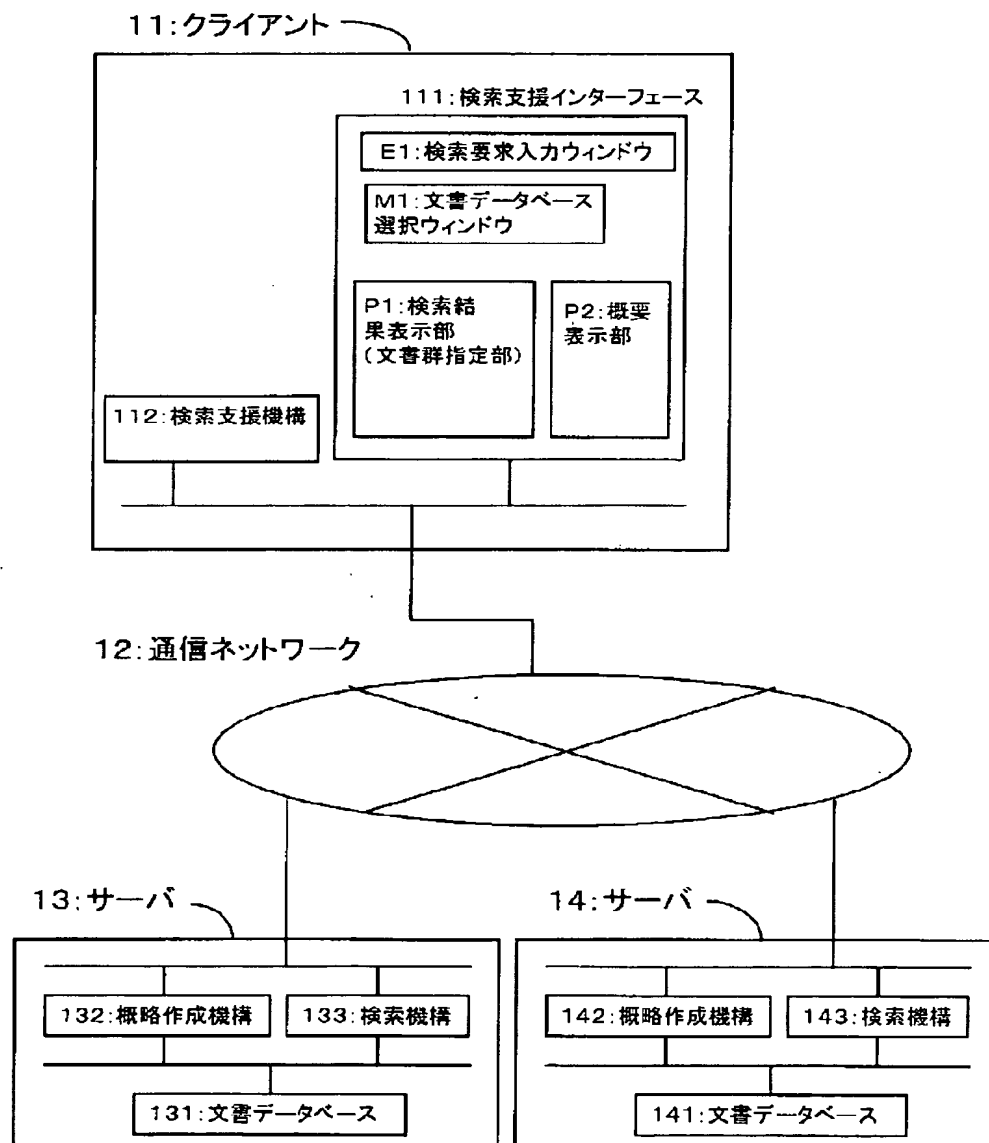 11:クライアント
111:検索支援インターフェース
E1:検索要求入力ウィンドウ
M1:文書データベース
選択ウィンドウ
P1:検索結
果表示部
(文書群指定部)
P2:概要
表示部
112:検索支援機構
12:通信ネットワーク
13:サーバ
14:サーバ
132:概略作成機構
133:検索機構
142:概略作成機構
143:検索機構
131:文書データベース
141:文書データベース